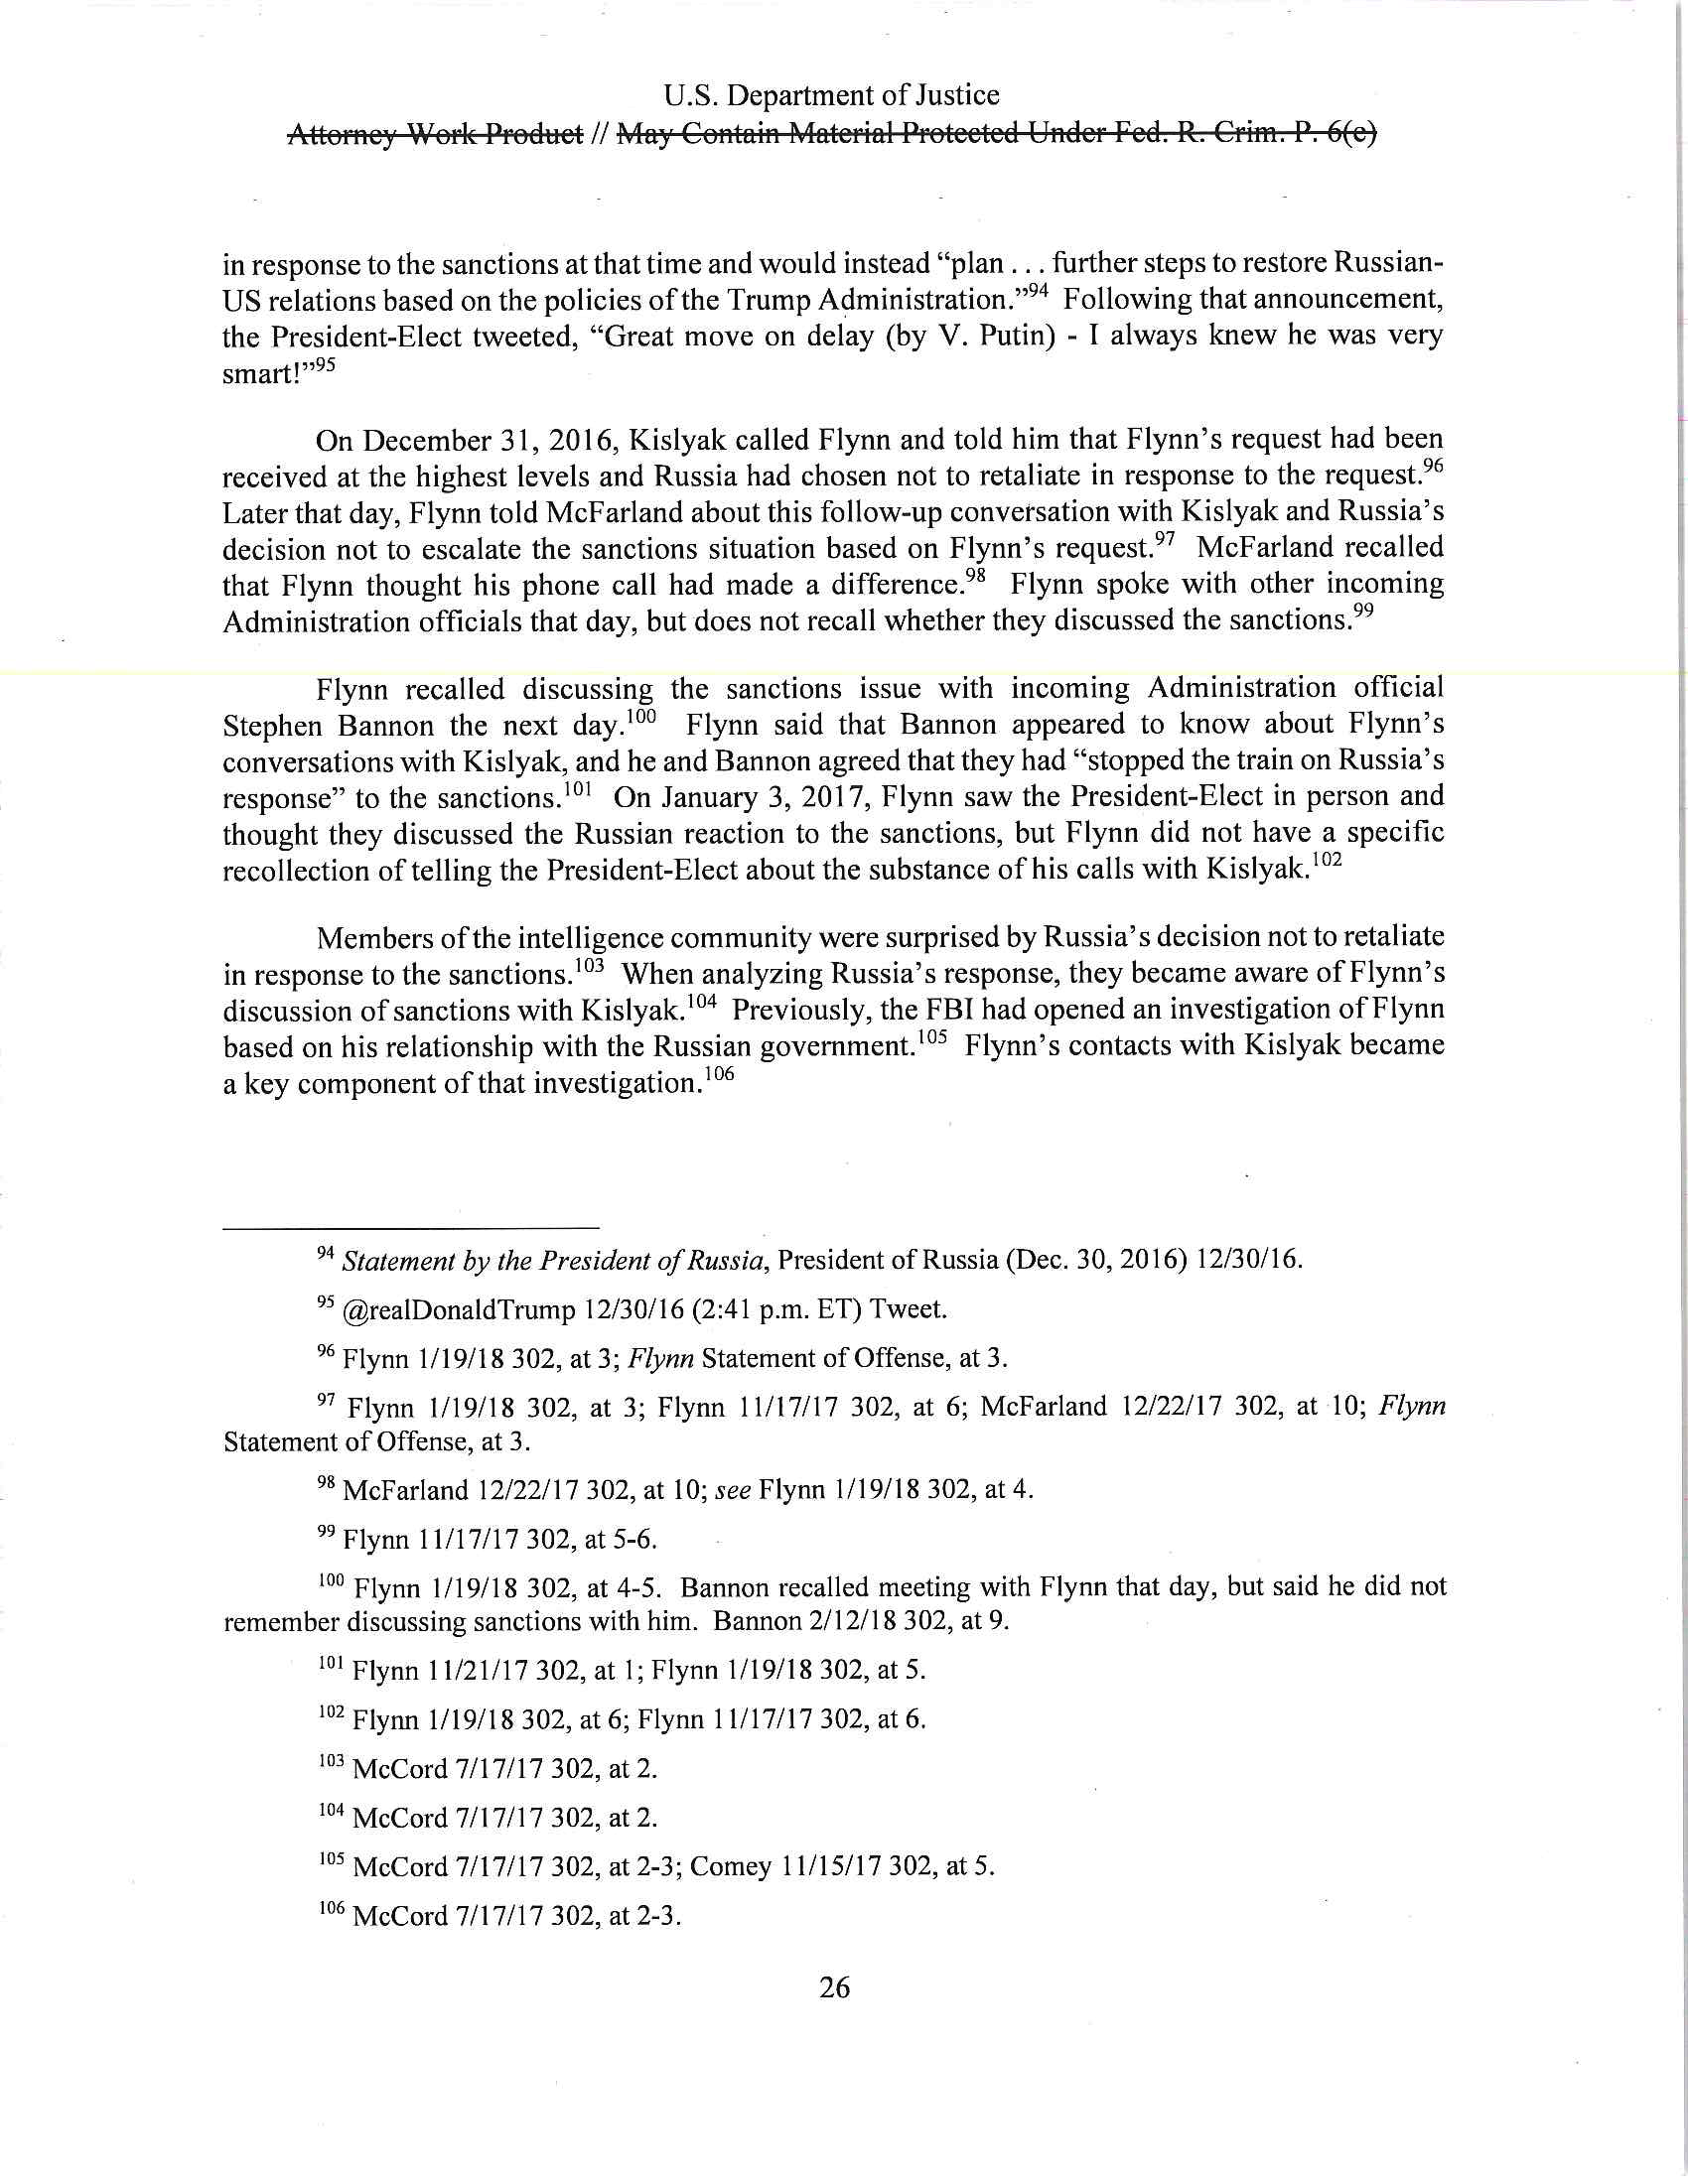 U.S. Department of Justice
Attorney Work Product // May Contain Material Protected Under Fed. R. Crim. P. 6(e)
in response to the sanctions at that time and would instead “plan . . . further steps to restore Russian-
US relations based on the policies of the Trump Administration.”94 Following that announcement,
the President-Elect tweeted, “Great move on delay (by V. Putin) - I always knew he was very
smart!”95
On December 31, 2016, Kislyak called Flynn and told him that Flynn’s request had been
received at the highest levels and Russia had chosen not to retaliate in response to the request.96
Later that day, Flynn told McFarland about this follow-up conversation with Kislyak and Russia’s
decision not to escalate the sanctions situation based on Flynn’s request.97 McFarland recalled
that Flynn thought his phone call had made a difference.98 Flynn spoke with other incoming
Administration officials that day, but does not recall whether they discussed the sanctions.99
Flynn recalled discussing the sanctions issue with incoming Administration official
Stephen Bannon the next day.100 Flynn said that Bannon appeared to know about Flynn’s
conversations with Kislyak, and he and Bannon agreed that they had “stopped the train on Russia’s
response” to the sanctions.101 On January 3, 2017, Flynn saw the President-Elect in person and
thought they discussed the Russian reaction to the sanctions, but Flynn did not have a specific
recollection of telling the President-Elect about the substance of his calls with Kislyak.102
Members of the intelligence community were surprised by Russia’s decision not to retaliate
in response to the sanctions.103 When analyzing Russia’s response, they became aware of Flynn’s
discussion of sanctions with Kislyak.104 Previously, the FBI had opened an investigation of Flynn
based on his relationship with the Russian government.105 Flynn’s contacts with Kislyak became
a key component of that investigation.106
94 Statement by the President of Russia, President of Russia (Dec. 30, 2016) 12/30/16.
95 @realDonaldTrump 12/30/16 (2:41 p.m. ET) Tweet.
96 Flynn 1/19/18 302, at 3; Flynn Statement of Offense, at 3.
97 Flynn 1/19/18 302, at 3; Flynn 11/17/17 302, at 6; McFarland 12/22/17 302, at 10; Flynn
Statement of Offense, at 3.
98 McFarland 12/22/17 302, at 10; see Flynn 1/19/18 302, at 4.
99 Flynn 11/17/17 302, at 5-6.
100 Flynn 1/19/18 302, at 4-5. Bannon recalled meeting with Flynn that day, but said he did not
remember discussing sanctions with him. Bannon 2/12/18 302, at 9.
101 Flynn 11/21/17 302, at 1; Flynn 1/19/18 302, at 5.
102 Flynn 1/19/18 302, at 6; Flynn 11/17/17 302, at 6.
103 McCord 7/17/17 302, at 2.
104 McCord 7/17/17 302, at 2.
105 McCord 7/17/17 302, at 2-3; Comey 11/15/17 302, at 5.
106 McCord 7/17/17 302, at 2-3.
26